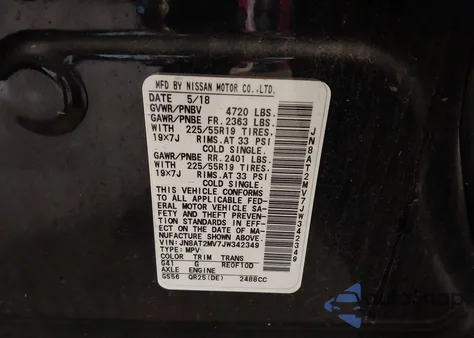 MFD BY NISSAN MOTOR CO.,LTD.
DATE 5/18
GVWR/PNBV 4720 LBS.
GAWR/PNBE FR. 2363 LBS.
WITH 225/55R19 TIRES.
19X7J RIMS.AT 33 PSI
COLD SINGLE.
GAWR/PNBE RR. 2401 LBS.
WITH 225/55R19 TIRES.
19X7J RIMS.AT 33 PSI
COLD SINGLE.
THIS VEHICLE CONFORMS
TO ALL APPLICABLE FED-
ERAL MOTOR VEHICLE SA-
FETY AND THEFT PREVEN-
TION STANDARDS IN EFF-
ECT ON THE DATE OF MA-
NUFACTURE SHOWN ABOVE.
VIN: JN8AT2MV7JW342349
TYPE:MPV
COLOR TRIM TRANS
G41 G RE0F10D
AXLE ENGINE
GS56 QR25(DE) 2488CC
JN8AT2MV7JW342349
AutoSnap